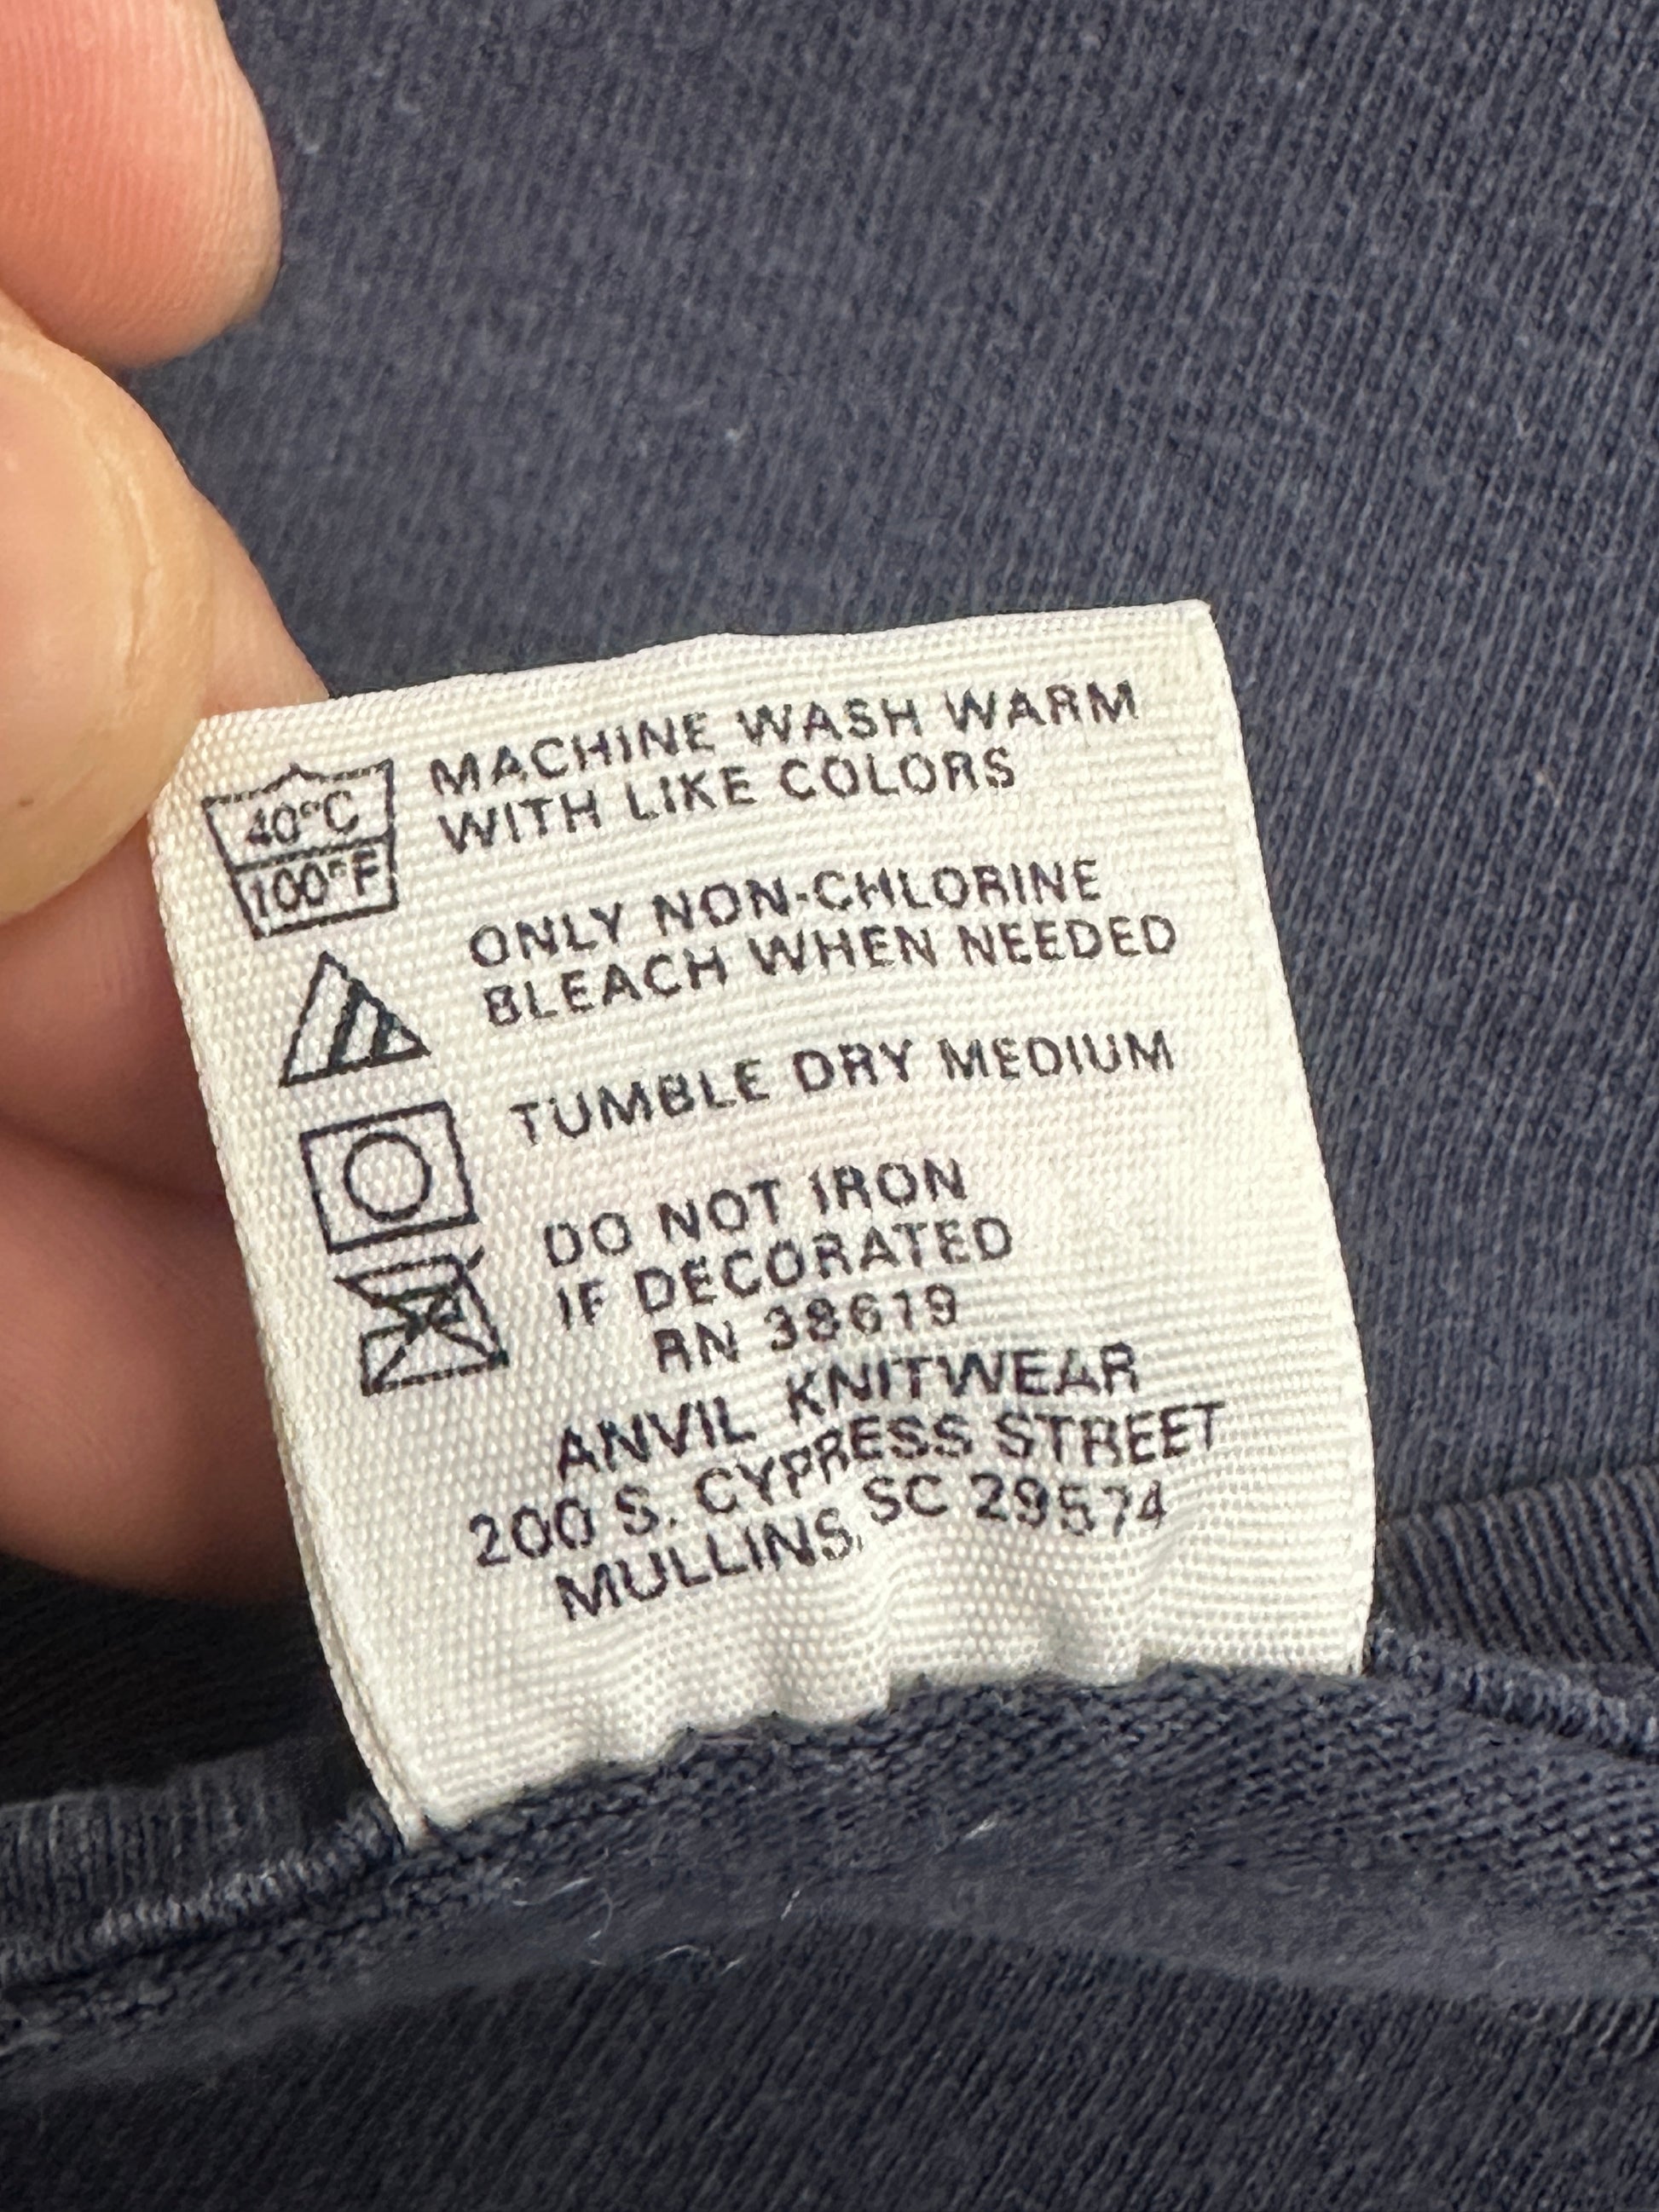 40°C
100°F
MACHINE WASH WARM
WITH LIKE COLORS
ONLY NON-CHLORINE
BLEACH WHEN NEEDED
TUMBLE DRY MEDIUM
DO NOT IRON
IF DECORATED
RN 38619
ANVIL KNITWEAR
200 S. CYPRESS STREET
MULLINS, SC 29574